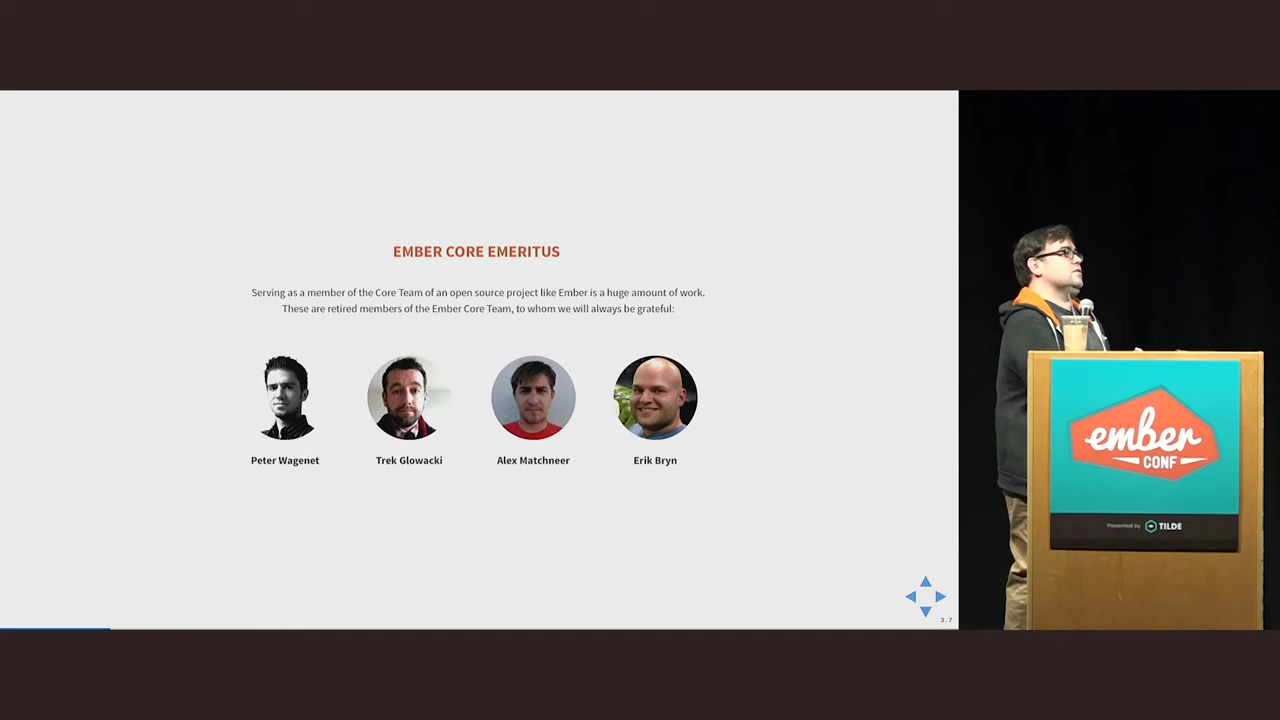 EMBER CORE EMERITUS
Serving as a member of the Core Team of an open source project like Ember is a huge amount of work.
These are retired members of the Ember Core Team, to whom we will always be grateful:
Peter Wagenet
Trek Glowacki
Alex Matchneer
Erik Bryn
3.7
ember
CONF
Presented by TILDE